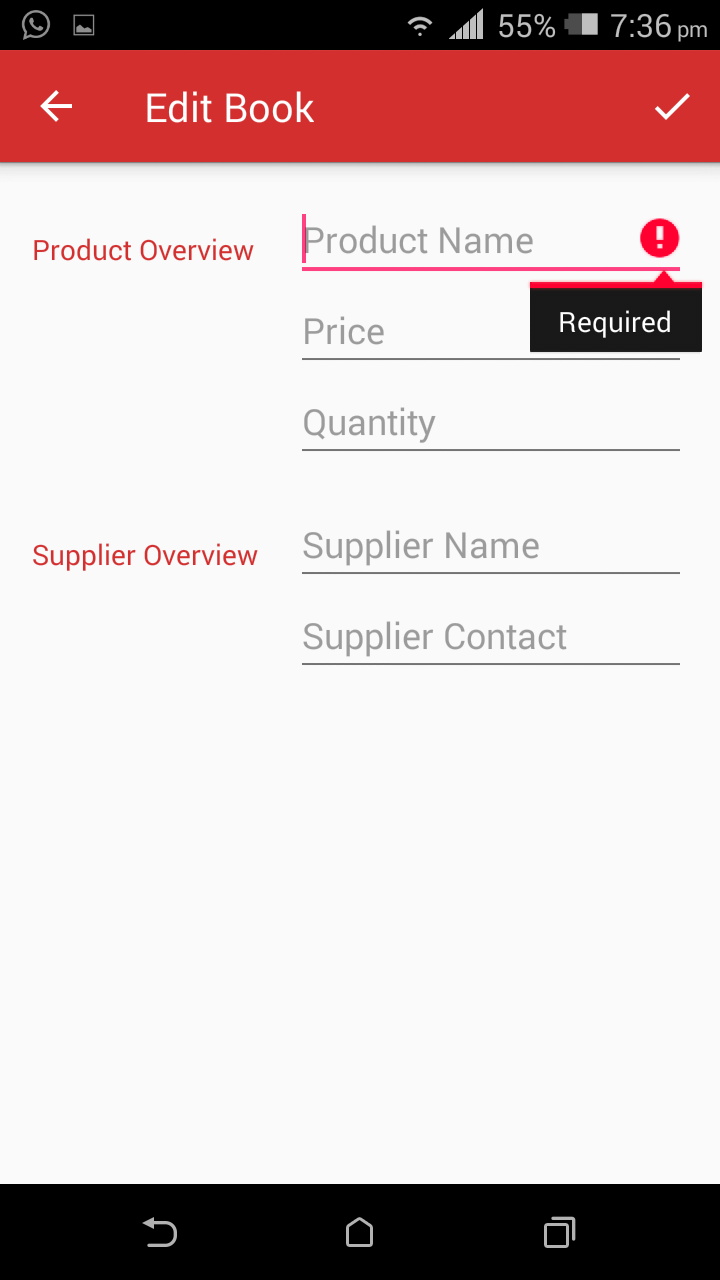 55% 7:36 pm
Edit Book
Product Overview
Product Name
Required
Price
Quantity
Supplier Overview
Supplier Name
Supplier Contact